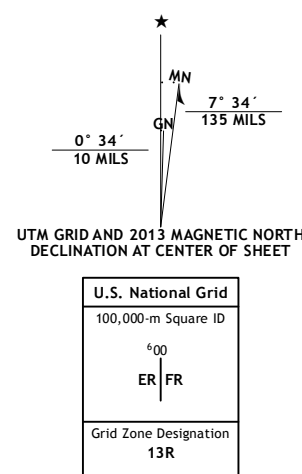 ★
MN
7° 34´
135 MILS
GN
0° 34´
10 MILS
UTM GRID AND 2013 MAGNETIC NORTH
DECLINATION AT CENTER OF SHEET
U.S. National Grid
100,000-m Square ID
⁶00
ER FR
Grid Zone Designation
13R